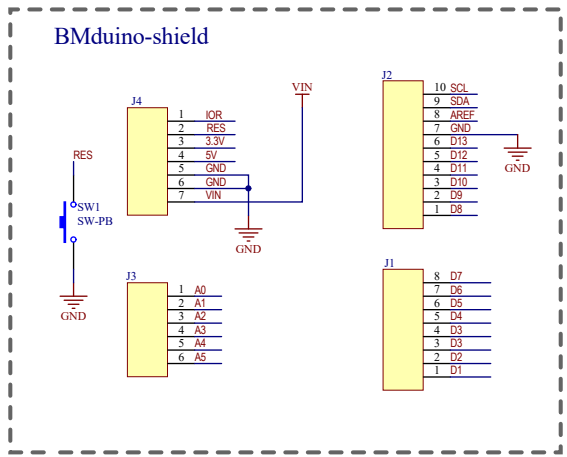 BMduino-shield
J4
1 IOR
2 RES
3 3.3V
4 5V
5 GND
6 GND
7 VIN
VIN
GND
J2
10 SCL
9 SDA
8 AREF
7 GND
6 D13
5 D12
4 D11
3 D10
2 D9
1 D8
GND
RES
SW1
SW-PB
GND
J3
1 A0
2 A1
3 A2
4 A3
5 A4
6 A5
J1
8 D7
7 D6
6 D5
5 D4
4 D3
3 D3
2 D2
1 D1